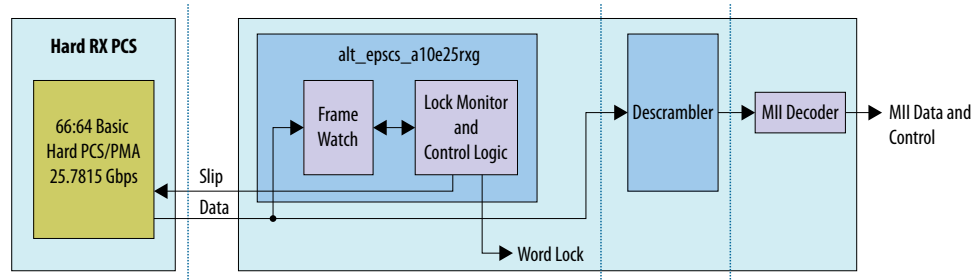 Hard RX PCS
66:64 Basic
Hard PCS/PMA
25.7815 Gbps
Slip
Data
alt_epscs_a10e25rxg
Frame
Watch
Lock Monitor
and
Control Logic
Word Lock
Descrambler
MII Decoder
MII Data and
Control